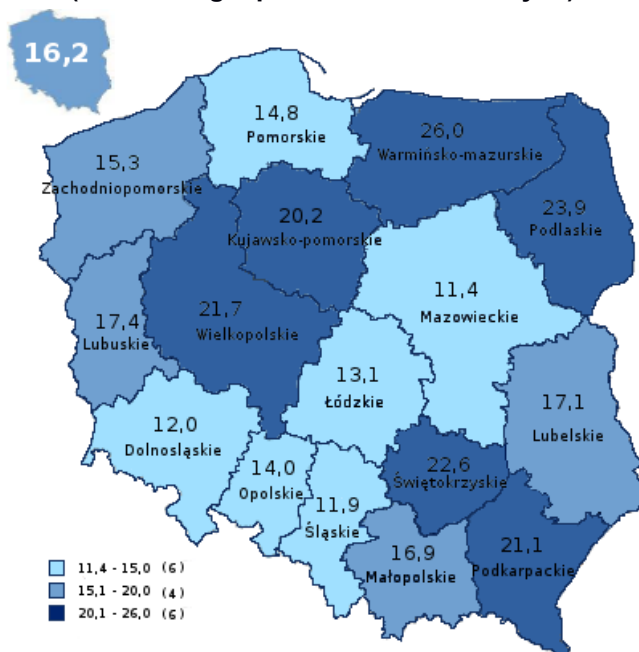 16,2
14,8
Pomorskie
26,0
Warmińsko-mazurskie
15,3
Zachodniopomorskie
20,2
Kujawsko-pomorskie
23,9
Podlaskie
11,4
Mazowieckie
21,7
Wielkopolskie
17,4
Lubuskie
13,1
Łódzkie
17,1
Lubelskie
12,0
Dolnośląskie
14,0
Opolskie
22,6
Świętokrzyskie
11,9
Śląskie
16,9
Małopolskie
21,1
Podkarpackie
11,4 - 15,0 (6)
15,1 - 20,0 (4)
20,1 - 26,0 (6)